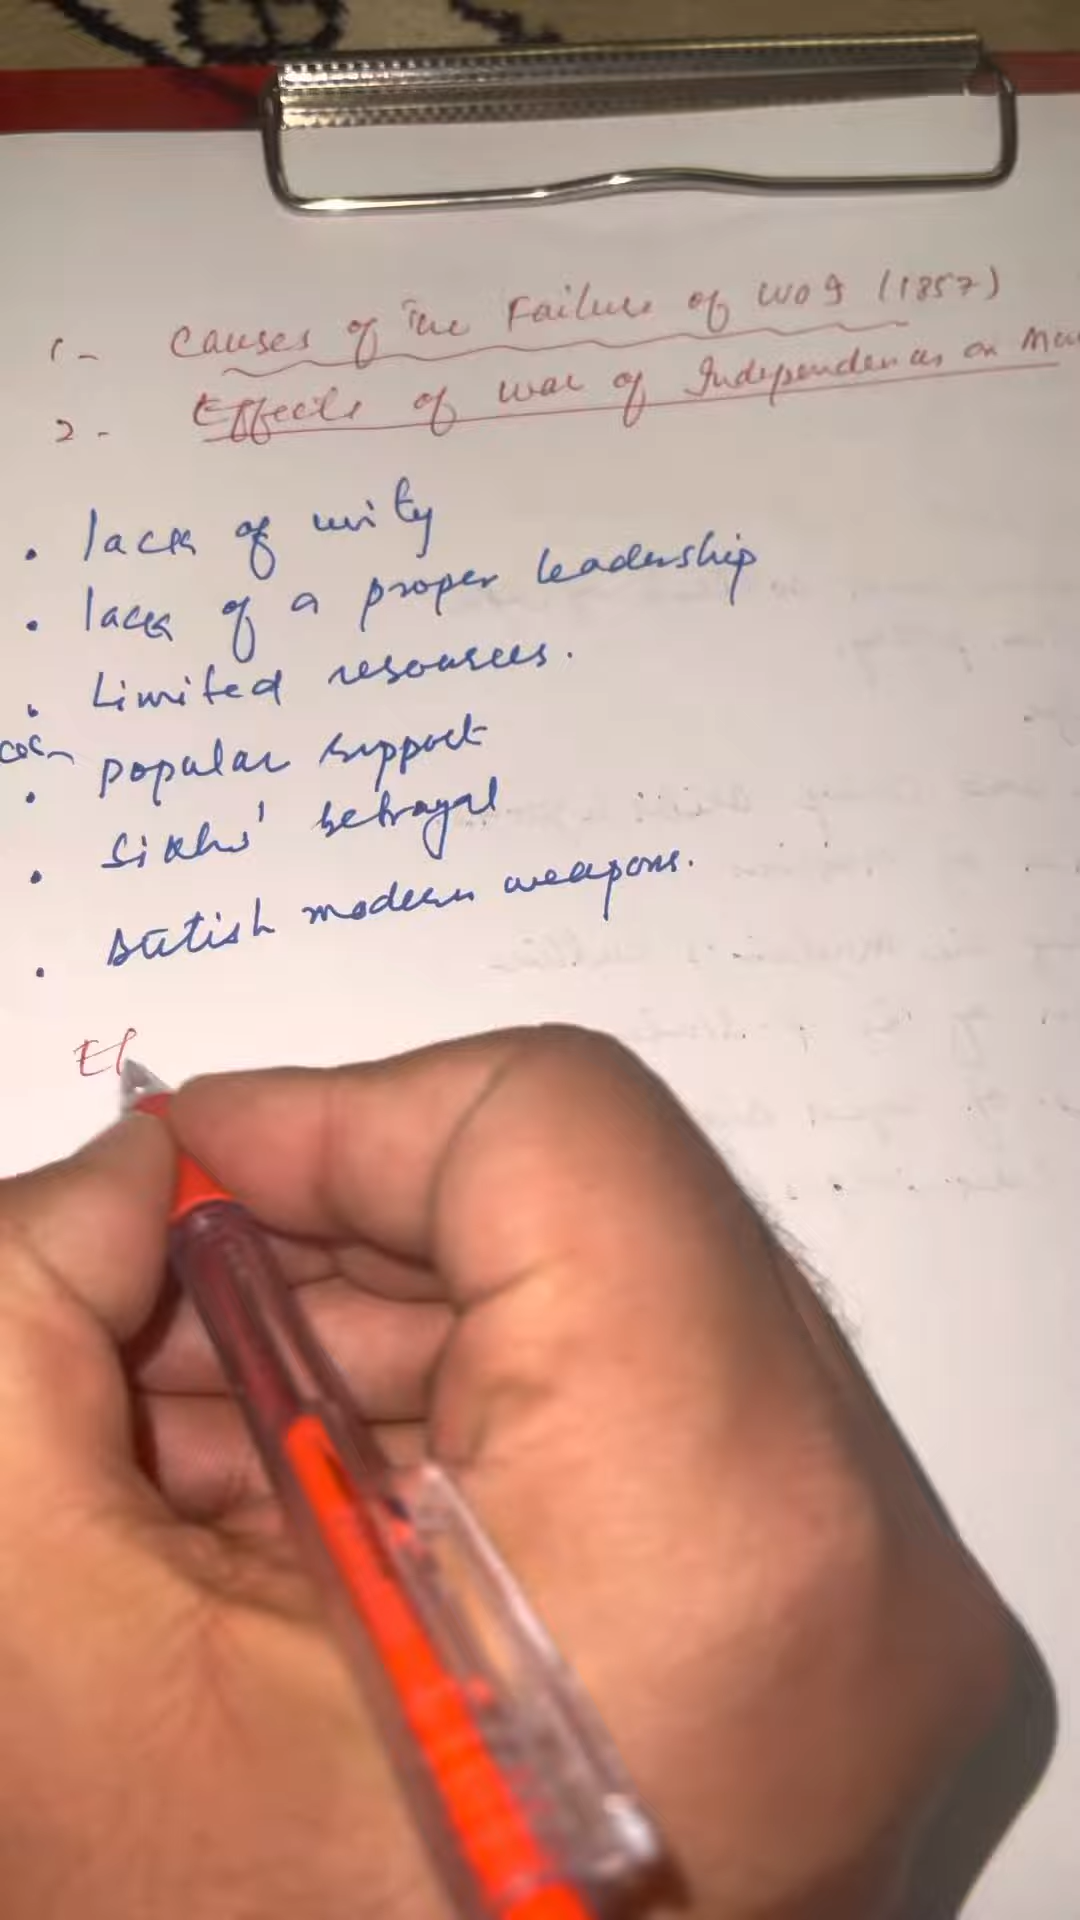 1- Causes of The Failure of WOI (1857)
2- Effects of war of Independence on
• lack of unity
• lack of a proper leadership
• Limited resources.
• popular support
• Sikhs' betrayal
• British modern weapons.
Ef